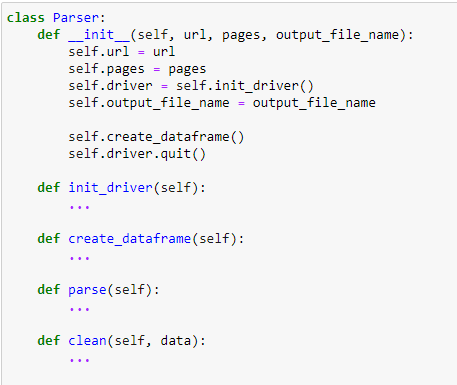 class Parser:
    def __init__(self, url, pages, output_file_name):
        self.url = url
        self.pages = pages
        self.driver = self.init_driver()
        self.output_file_name = output_file_name

        self.create_dataframe()
        self.driver.quit()

    def init_driver(self):
        ...

    def create_dataframe(self):
        ...

    def parse(self):
        ...

    def clean(self, data):
        ...